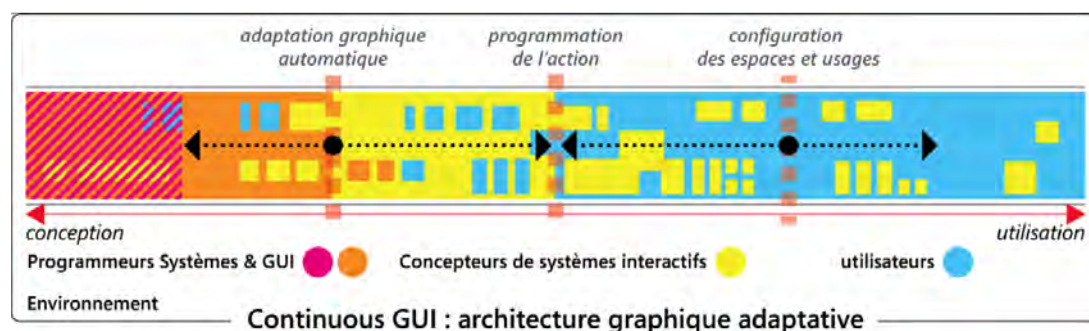 adaptation graphique
automatique
programmation
de l'action
configuration
des espaces et usages
conception
utilisation
Programmeurs Systèmes & GUI
Concepteurs de systèmes interactifs
utilisateurs
Environnement
Continuous GUI : architecture graphique adaptative